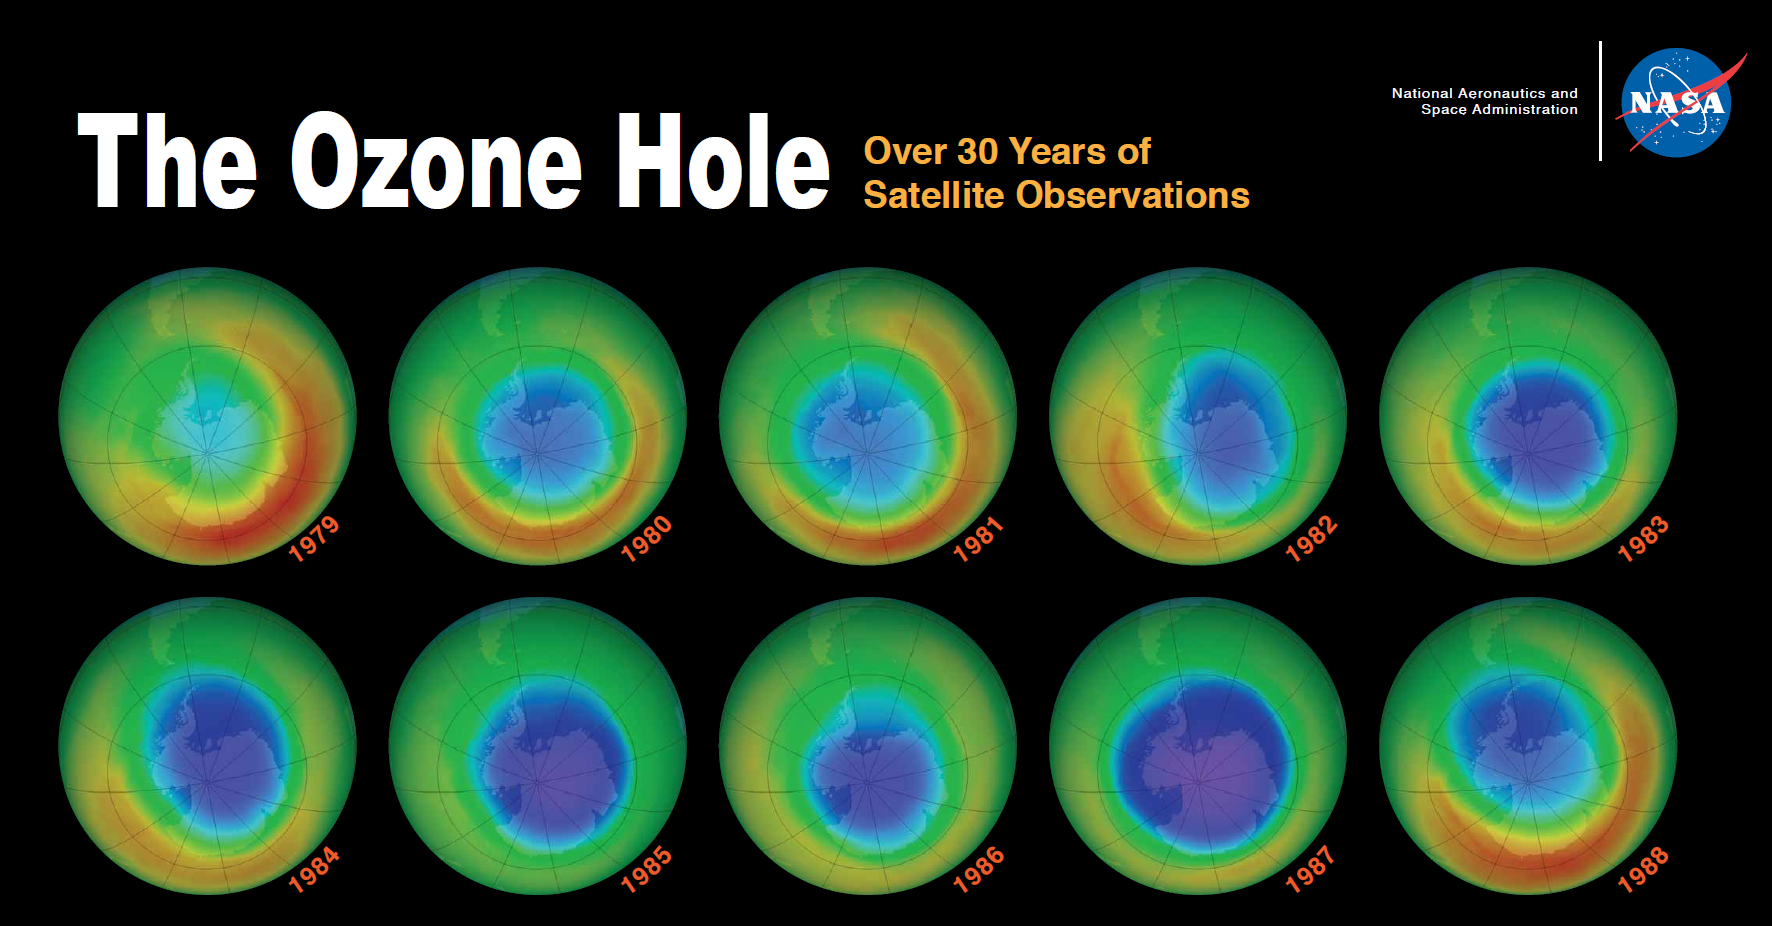 National Aeronautics and
Space Administration
NASA
The Ozone Hole
Over 30 Years of
Satellite Observations
1979
1980
1981
1982
1983
1984
1985
1986
1987
1988